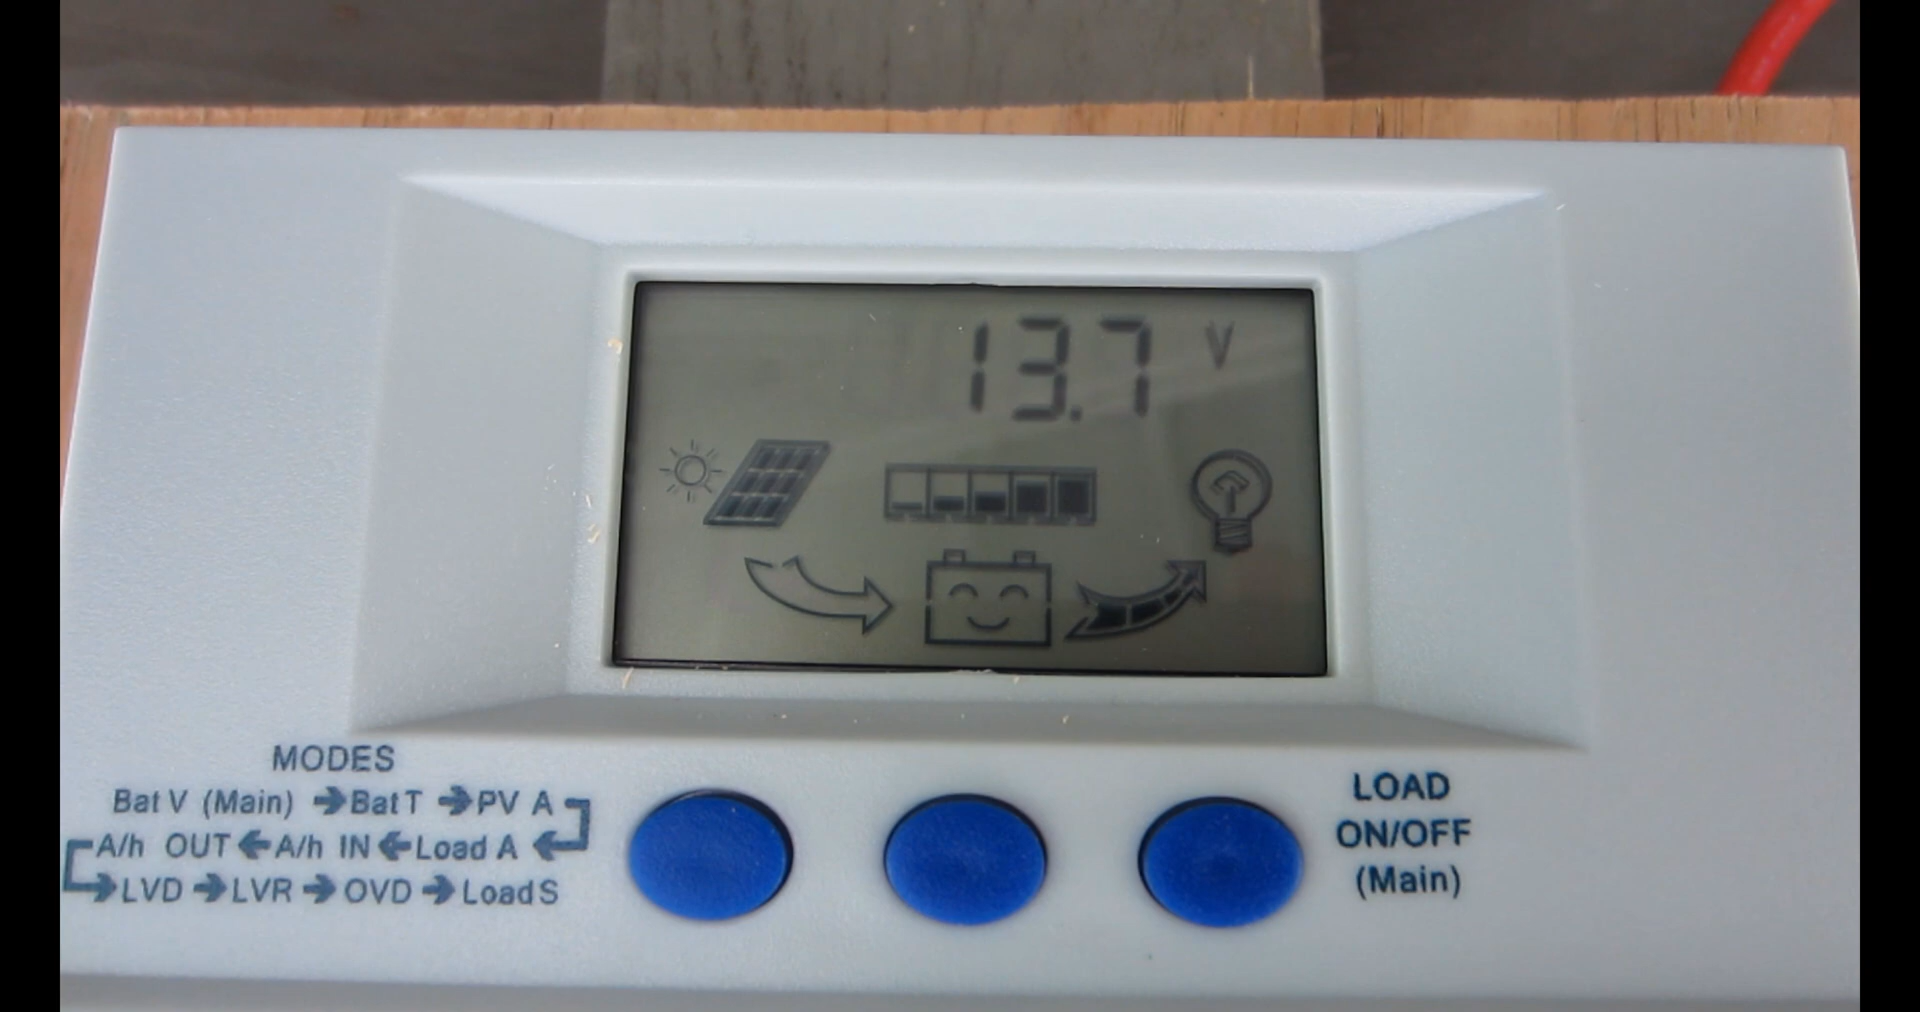 13.7 V
MODES
Bat V (Main) → Bat T → PV A
A/h OUT ← A/h IN ← Load A ←
→ LVD → LVR → OVD → Load S
LOAD
ON/OFF
(Main)